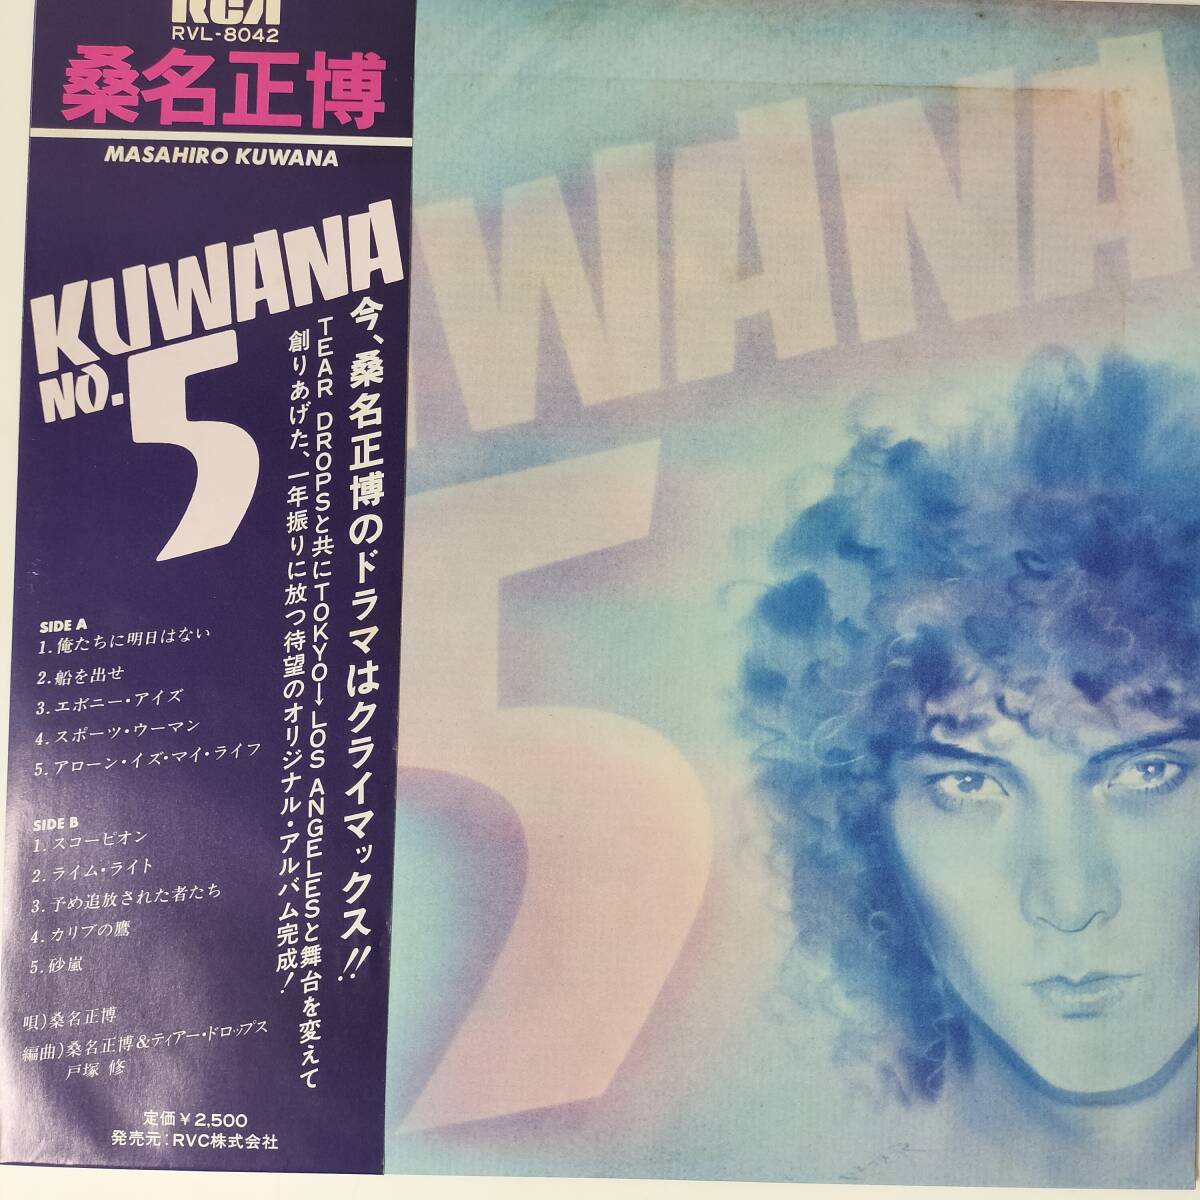 RCA
RVL-8042
桑名正博
MASAHIRO KUWANA
KUWANA
NO.5
今、桑名正博のドラマはクライマックス!!
TEAR DROPSと共にTOKYO→LOS ANGELESと舞台を変えて
創りあげた、一年振りに放つ待望のオリジナル・アルバム完成!
SIDE A
1.俺たちに明日はない
2.船を出せ
3.エボニー・アイズ
4.スポーツ・ウーマン
5.アローン・イズ・マイ・ライフ
SIDE B
1.スコーピオン
2.ライム・ライト
3.予め追放された者たち
4.カリブの鷹
5.砂嵐
唄)桑名正博
編曲)桑名正博&ティアー・ドロップス
戸塚 修
定価¥2,500
発売元:RVC株式会社
WANA
5